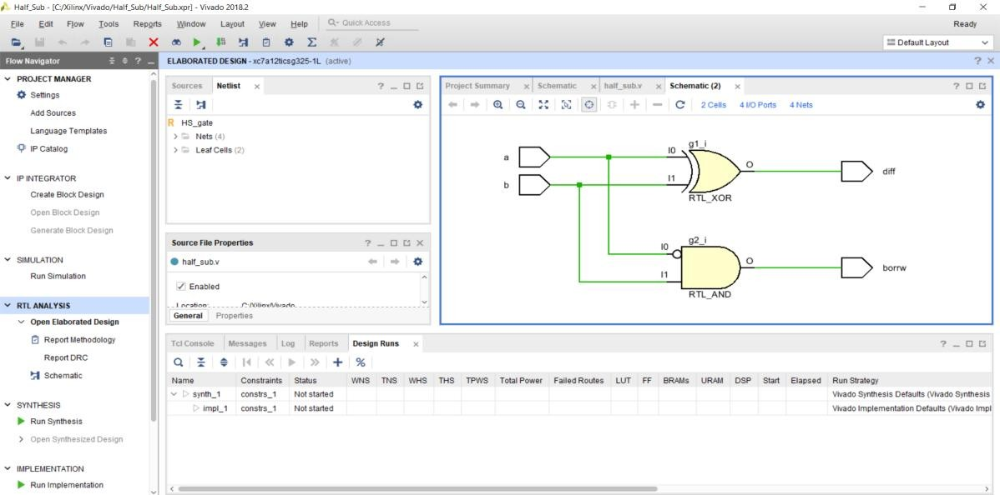 Half_Sub - [C:/Xilinx/Vivado/Half_Sub/Half_Sub.xpr] - Vivado 2018.2
File Edit Flow Tools Reports Window Layout View Help Quick Access Ready
Default Layout
Flow Navigator
PROJECT MANAGER
Settings
Add Sources
Language Templates
IP Catalog
IP INTEGRATOR
Create Block Design
Open Block Design
Generate Block Design
SIMULATION
Run Simulation
RTL ANALYSIS
Open Elaborated Design
Report Methodology
Report DRC
Schematic
SYNTHESIS
Run Synthesis
Open Synthesized Design
IMPLEMENTATION
Run Implementation
ELABORATED DESIGN - xc7a12ticsg325-1L (active)
Sources Netlist
R HS_gate
Nets (4)
Leaf Cells (2)
Source File Properties
half_sub.v
Enabled
Location: C:/Xilinx/Vivado
General Properties
Project Summary Schematic half_sub.v Schematic (2)
2 Cells 4 I/O Ports 4 Nets
g1_i
a I0
O
diff
b I1
RTL_XOR
g2_i
I0
O
borrw
I1
RTL_AND
Tcl Console Messages Log Reports Design Runs
Name Constraints Status WNS TNS WHS THS TPWS Total Power Failed Routes LUT FF BRAMs URAM DSP Start Elapsed Run Strategy
synth_1 constrs_1 Not started Vivado Synthesis Defaults (Vivado Synthesis
impl_1 constrs_1 Not started Vivado Implementation Defaults (Vivado Impl